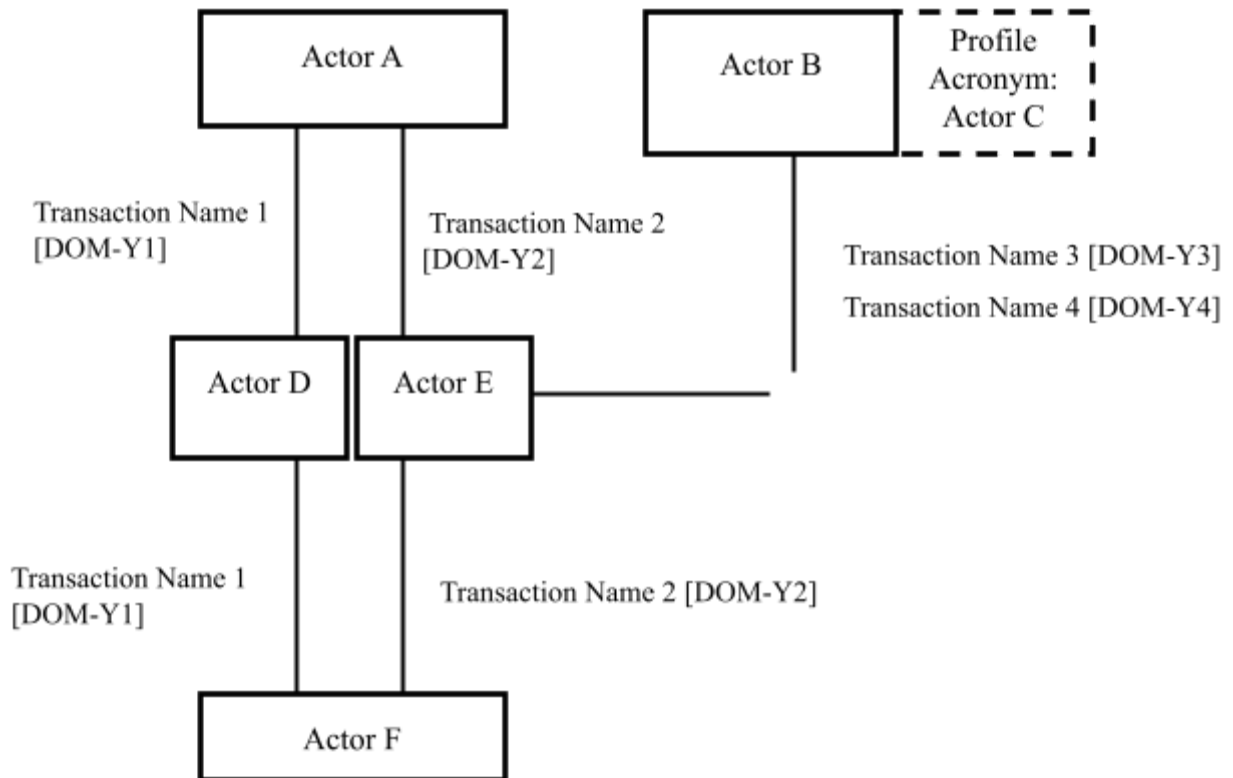 Actor A
Actor B
Profile
Acronym:
Actor C
Transaction Name 1
[DOM-Y1]
Transaction Name 2
[DOM-Y2]
Transaction Name 3 [DOM-Y3]
Transaction Name 4 [DOM-Y4]
Actor D
Actor E
Transaction Name 1
[DOM-Y1]
Transaction Name 2 [DOM-Y2]
Actor F